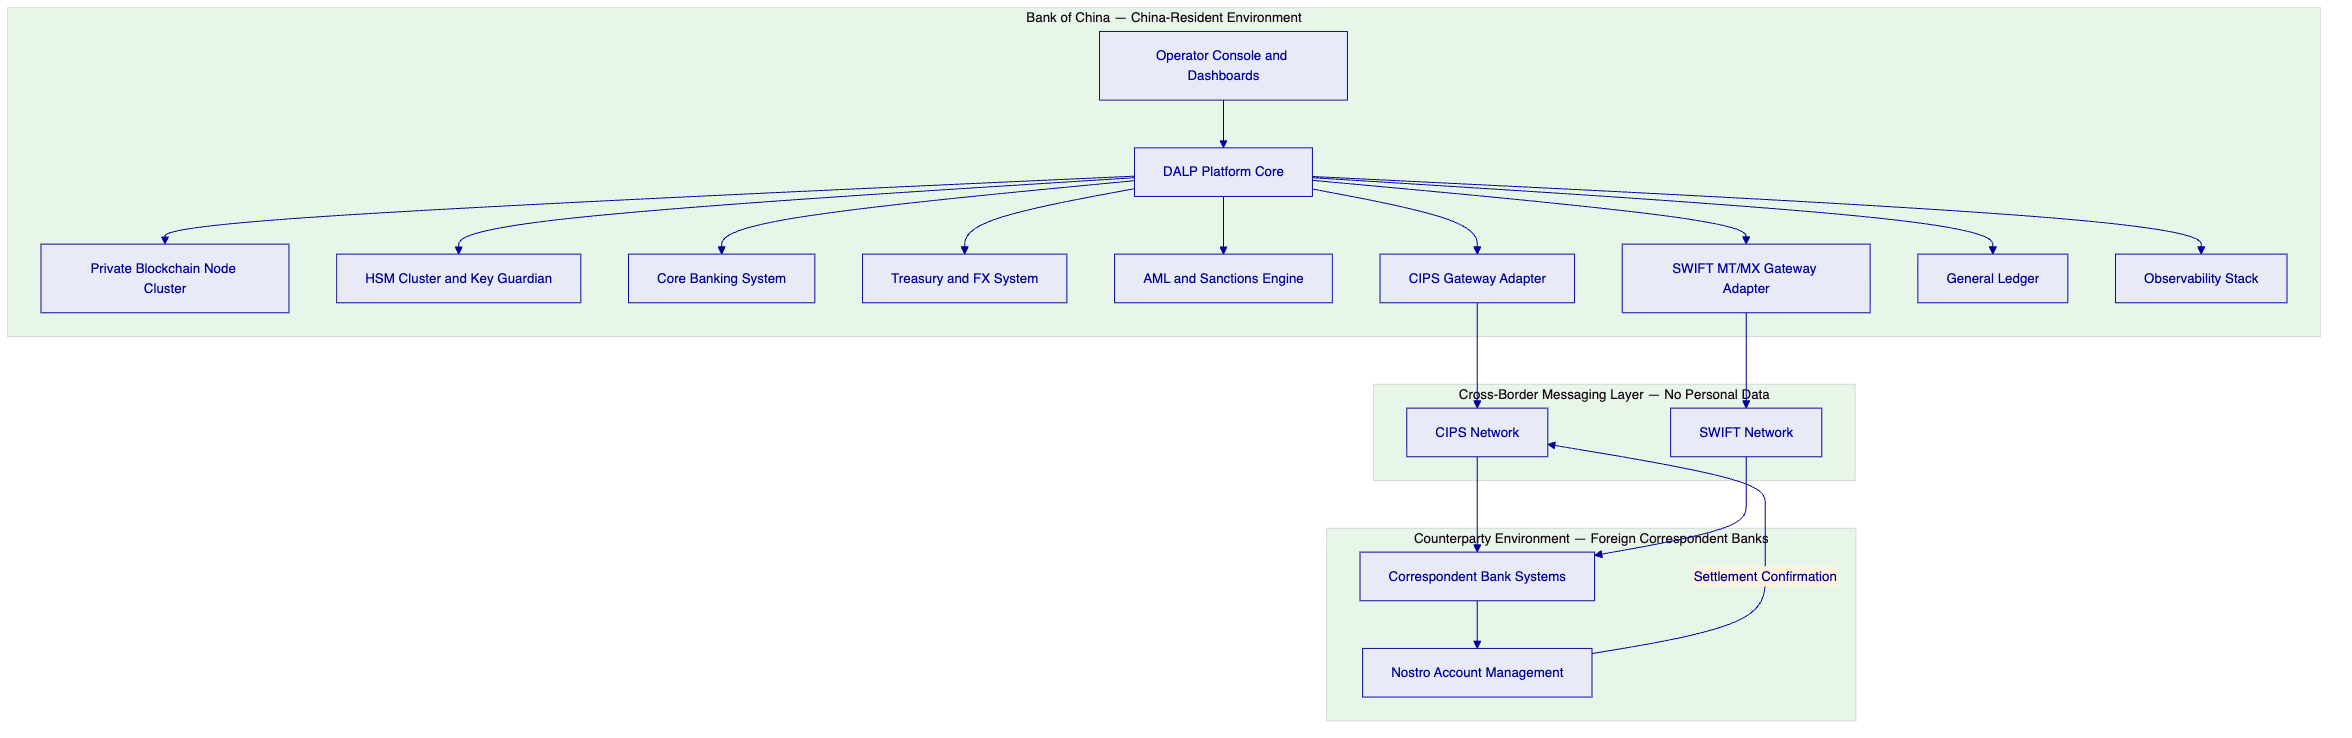 Bank of China — China-Resident Environment
Operator Console and
Dashboards
DALP Platform Core
Private Blockchain Node
Cluster
HSM Cluster and Key Guardian
Core Banking System
Treasury and FX System
AML and Sanctions Engine
CIPS Gateway Adapter
SWIFT MT/MX Gateway
Adapter
General Ledger
Observability Stack
Cross-Border Messaging Layer — No Personal Data
CIPS Network
SWIFT Network
Counterparty Environment — Foreign Correspondent Banks
Correspondent Bank Systems
Settlement Confirmation
Nostro Account Management